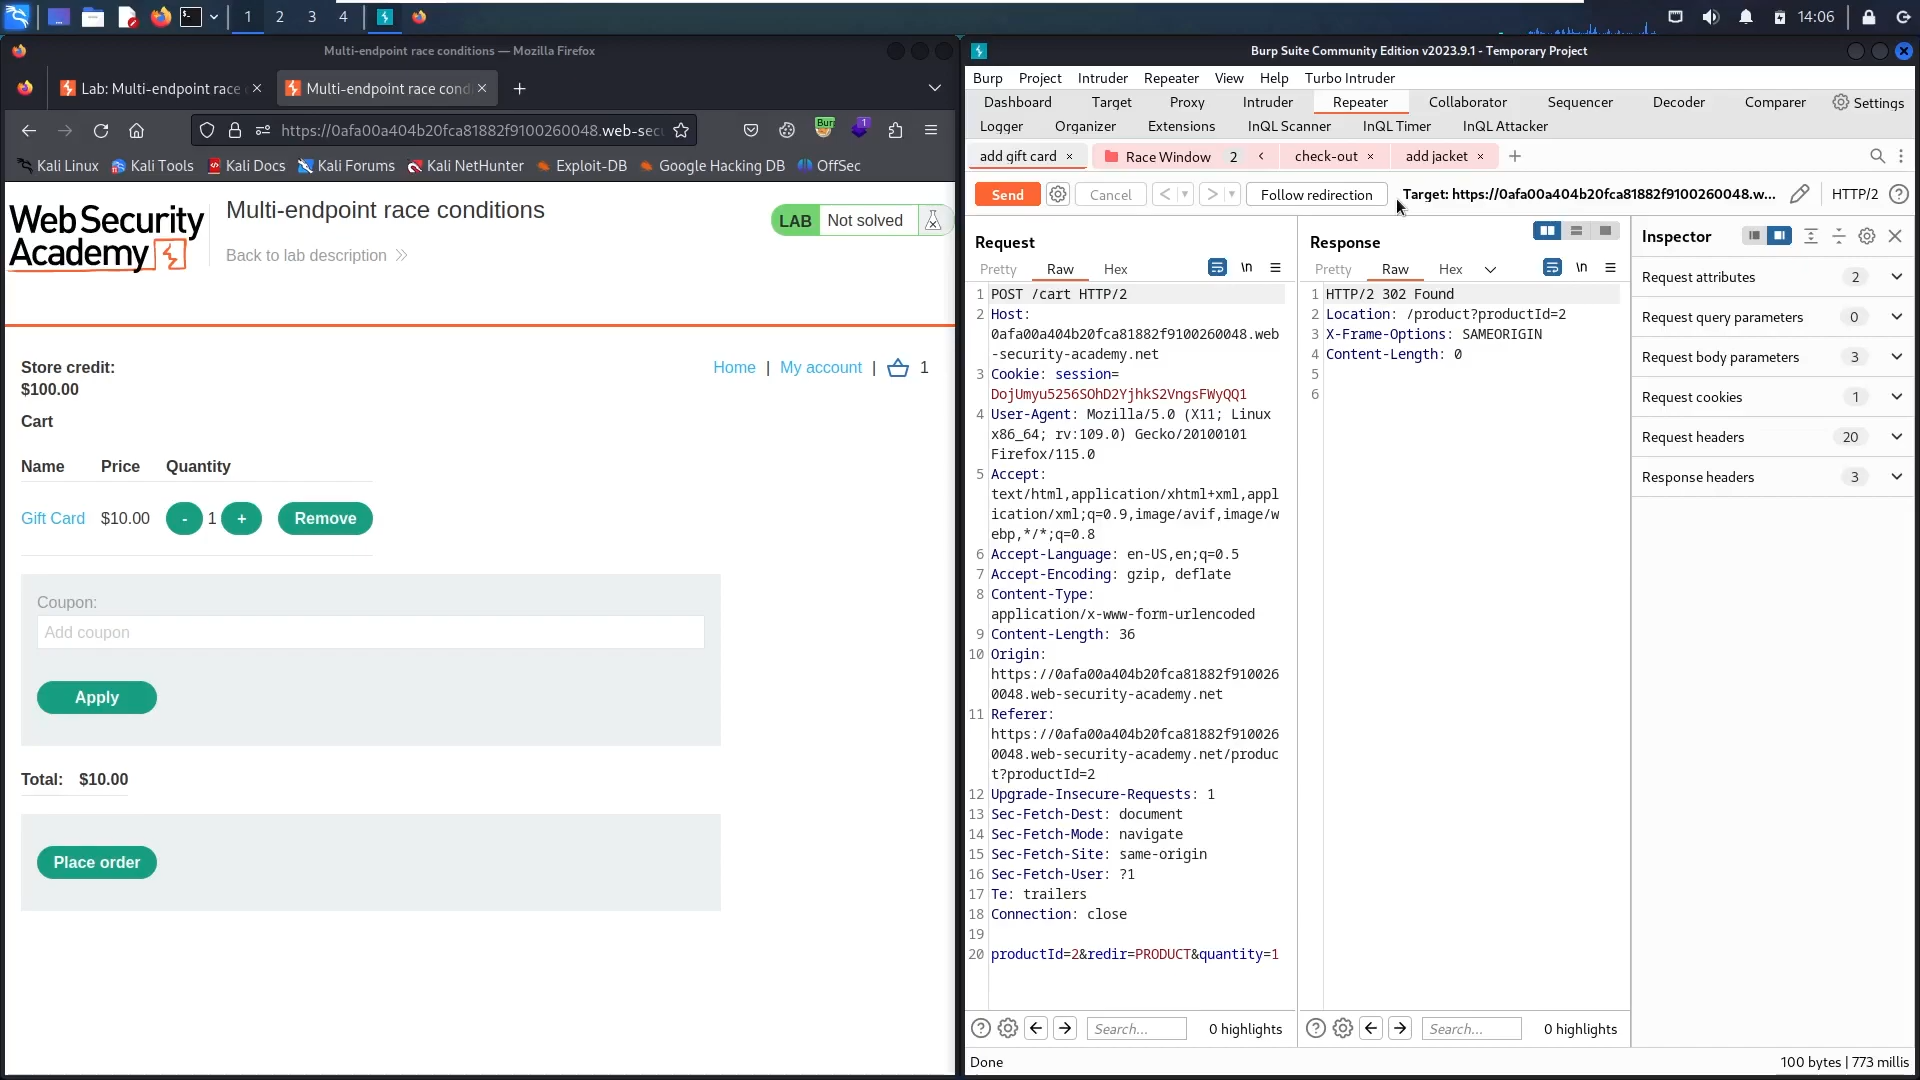 1 2 3 4
14:06
Multi-endpoint race conditions — Mozilla Firefox
Lab: Multi-endpoint race
Multi-endpoint race cond
https://0afa00a404b20fca81882f9100260048.web-secu
1
Kali Linux Kali Tools Kali Docs Kali Forums Kali NetHunter Exploit-DB Google Hacking DB OffSec
Web Security
Academy
Multi-endpoint race conditions
Back to lab description
LAB Not solved
Store credit:
$100.00
Home | My account | 1
Cart
Name Price Quantity
Gift Card $10.00 - 1 + Remove
Coupon:
Add coupon
Apply
Total: $10.00
Place order
Burp Suite Community Edition v2023.9.1 - Temporary Project
Burp Project Intruder Repeater View Help Turbo Intruder
Dashboard Target Proxy Intruder Repeater Collaborator Sequencer Decoder Comparer Settings
Logger Organizer Extensions InQL Scanner InQL Timer InQL Attacker
add gift card × Race Window 2 check-out × add jacket × +
Send Cancel < > Follow redirection Target: https://0afa00a404b20fca81882f9100260048.w... HTTP/2 ?
Request
Pretty Raw Hex \n
1 POST /cart HTTP/2
2 Host:
0afa00a404b20fca81882f9100260048.web
-security-academy.net
3 Cookie: session=
DojUmyu5256SOhD2YjhkS2VngsFWyQQ1
4 User-Agent: Mozilla/5.0 (X11; Linux
x86_64; rv:109.0) Gecko/20100101
Firefox/115.0
5 Accept:
text/html,application/xhtml+xml,appl
ication/xml;q=0.9,image/avif,image/w
ebp,*/*;q=0.8
6 Accept-Language: en-US,en;q=0.5
7 Accept-Encoding: gzip, deflate
8 Content-Type:
application/x-www-form-urlencoded
9 Content-Length: 36
10 Origin:
https://0afa00a404b20fca81882f910026
0048.web-security-academy.net
11 Referer:
https://0afa00a404b20fca81882f910026
0048.web-security-academy.net/produc
t?productId=2
12 Upgrade-Insecure-Requests: 1
13 Sec-Fetch-Dest: document
14 Sec-Fetch-Mode: navigate
15 Sec-Fetch-Site: same-origin
16 Sec-Fetch-User: ?1
17 Te: trailers
18 Connection: close
19
20 productId=2&redir=PRODUCT&quantity=1
Search... 0 highlights
Response
Pretty Raw Hex \n
1 HTTP/2 302 Found
2 Location: /product?productId=2
3 X-Frame-Options: SAMEORIGIN
4 Content-Length: 0
5
6
Search... 0 highlights
Inspector
Request attributes 2
Request query parameters 0
Request body parameters 3
Request cookies 1
Request headers 20
Response headers 3
Done
100 bytes | 773 millis